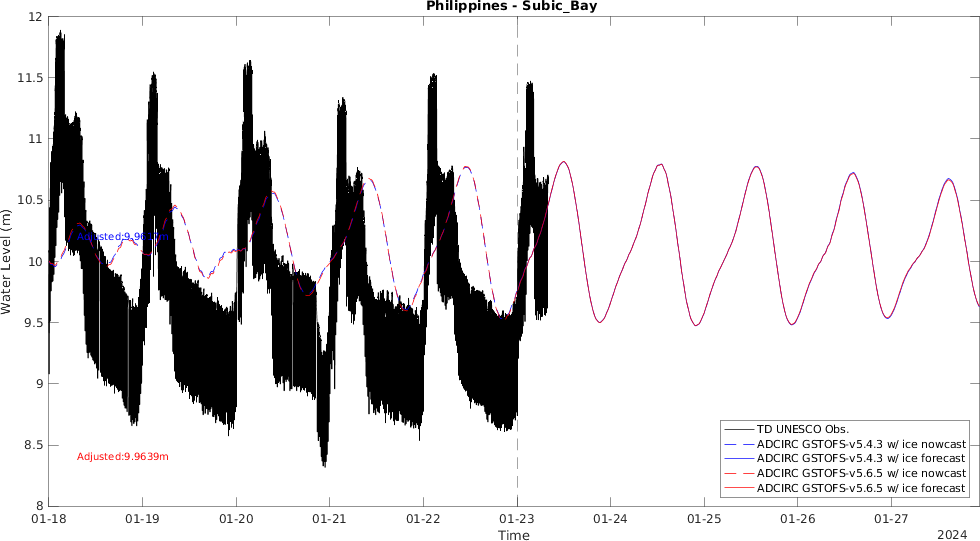 Philippines - Subic_Bay
12
11.5
11
10.5
10
9.5
9
8.5
8
Water Level (m)
Adjusted:9.9639m
TD UNESCO Obs.
ADCIRC GSTOFS-v5.4.3 w/ ice nowcast
ADCIRC GSTOFS-v5.4.3 w/ ice forecast
ADCIRC GSTOFS-v5.6.5 w/ ice nowcast
ADCIRC GSTOFS-v5.6.5 w/ ice forecast
01-18
01-19
01-20
01-21
01-22
01-23
01-24
01-25
01-26
01-27
Time
2024